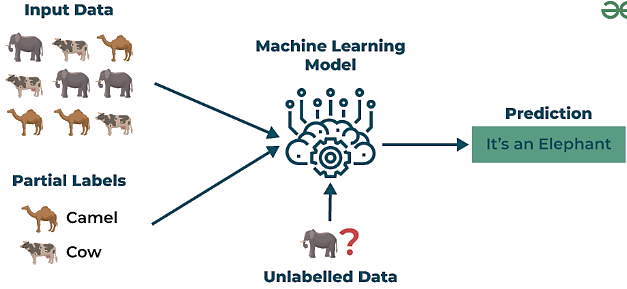 Input Data
Machine Learning
Model
Prediction
It's an Elephant
Partial Labels
Camel
Cow
?
Unlabelled Data